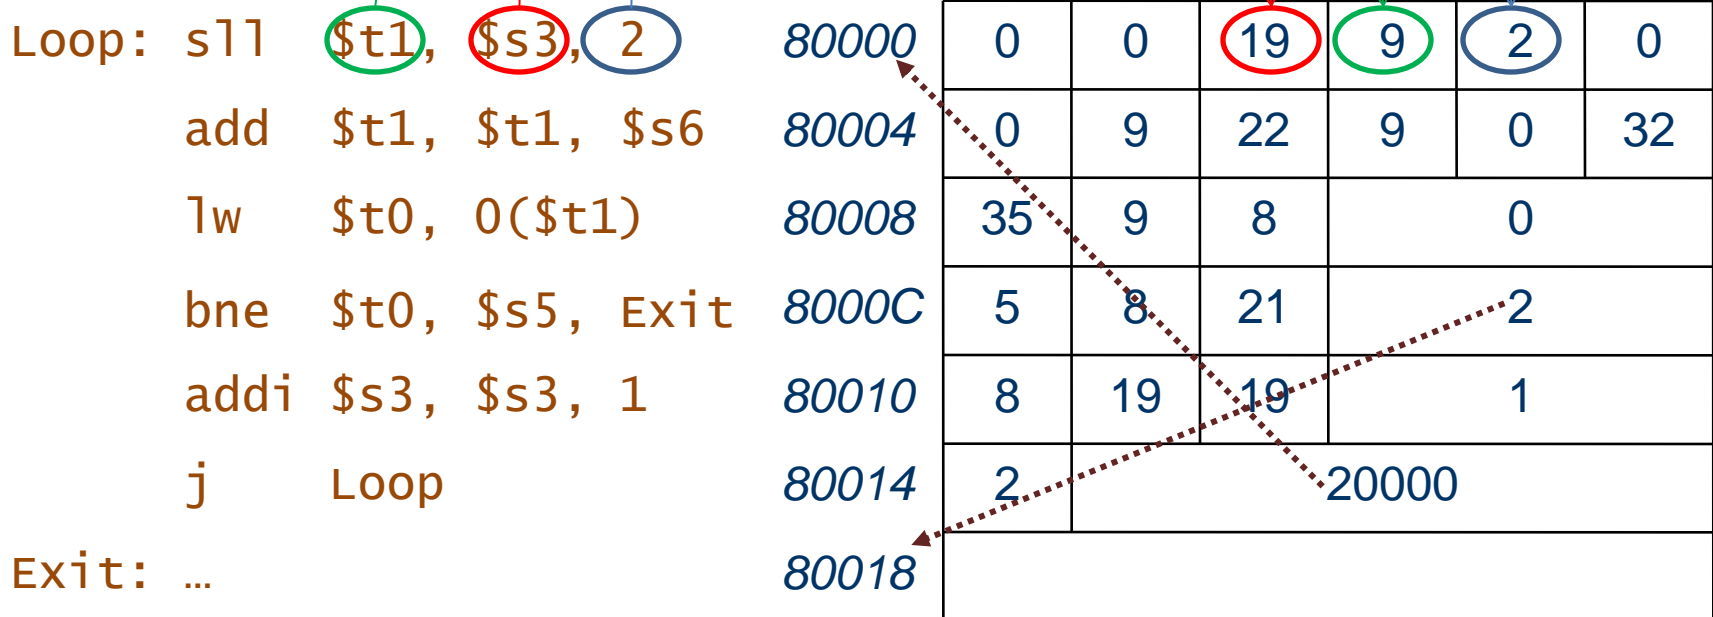 Loop: sll $t1, $s3, 2 80000 0 0 19 9 2 0
add $t1, $t1, $s6 80004 0 9 22 9 0 32
lw $t0, 0($t1) 80008 35 9 8 0
bne $t0, $s5, Exit 8000C 5 8 21 2
addi $s3, $s3, 1 80010 8 19 19 1
j Loop 80014 2 20000
Exit: … 80018